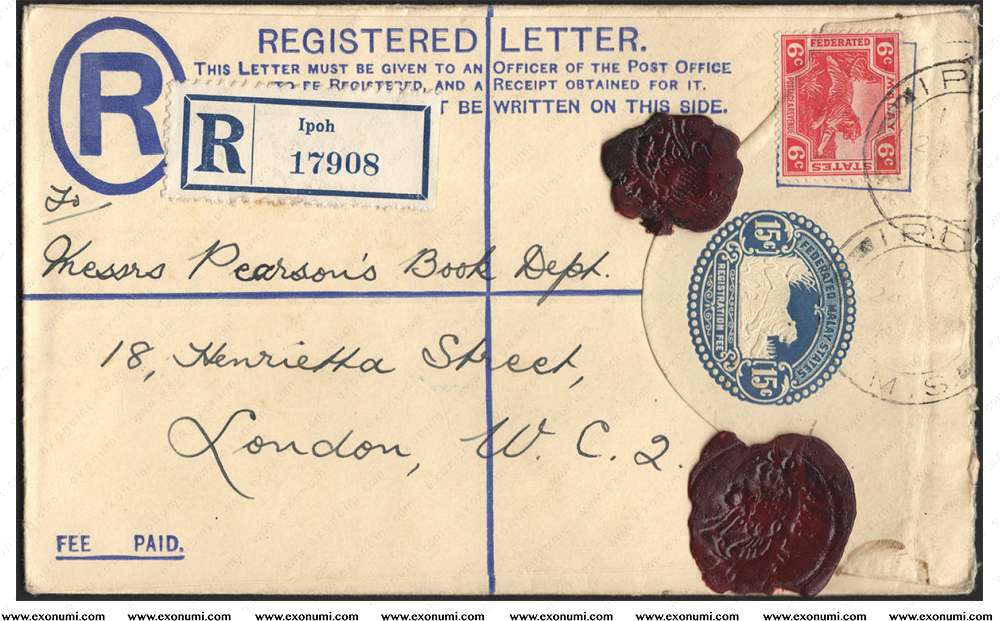 REGISTERED LETTER.
THIS LETTER MUST BE GIVEN TO AN OFFICER OF THE POST OFFICE
TO BE REGISTERED, AND A RECEIPT OBTAINED FOR IT.
T BE WRITTEN ON THIS SIDE.
R
R
Ipoh
17908
FEDERATED
MALAY
STATES
6c
6c
6c
6c
IP
To
Messrs Pearson's Book Dept.
18, Henrietta Street,
London, W.C.2.
15c
FEDERATED MALAY STATES
REGISTRATION FEE
15c
IPO
M.S
FEE PAID.
www.exonumi.com www.exonumi.com www.exonumi.com www.exonumi.com www.exonumi.com www.exonumi.com www.exonumi.com www.exonumi.com